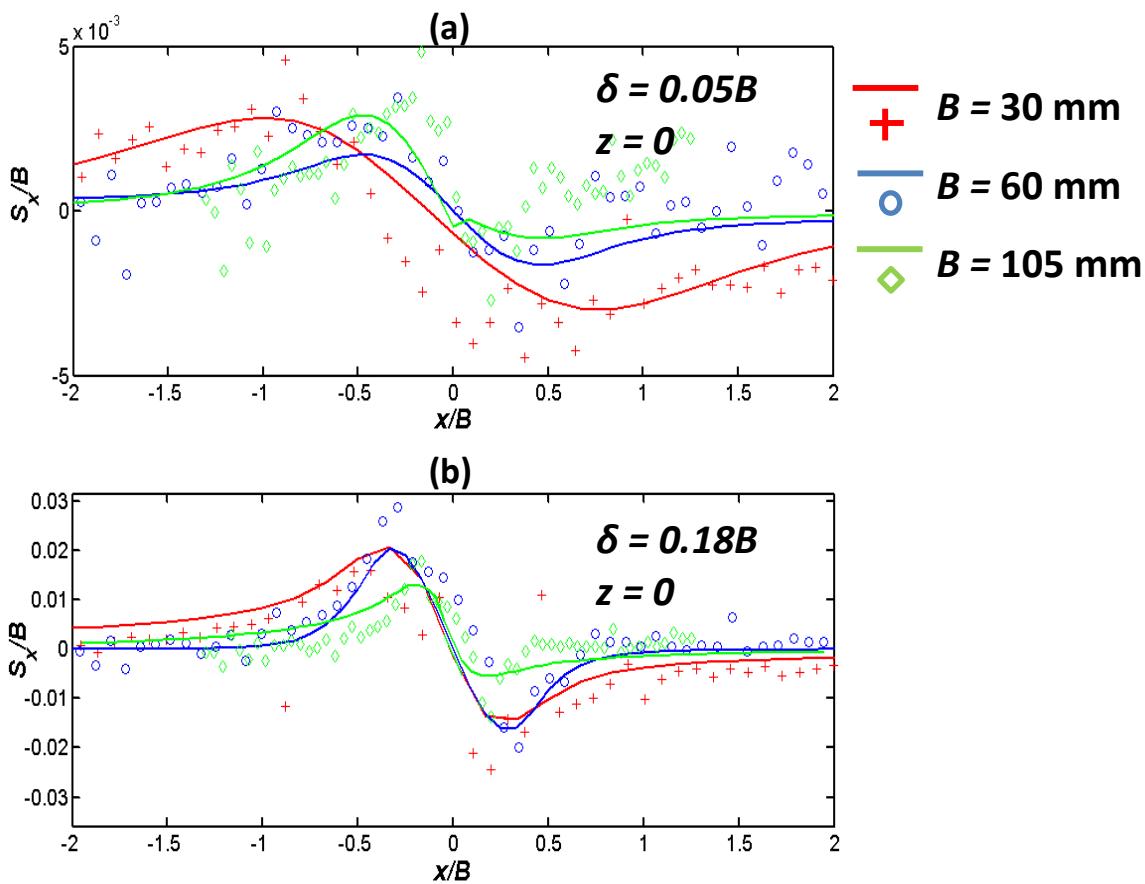 (a)
5 × 10⁻³
0
-5
-2 -1.5 -1 -0.5 0 0.5 1 1.5 2
Sx/B
x/B
δ = 0.05B
z = 0
B = 30 mm
B = 60 mm
B = 105 mm
(b)
0.03
0.02
0.01
0
-0.01
-0.02
-0.03
-2 -1.5 -1 -0.5 0 0.5 1 1.5 2
Sx/B
x/B
δ = 0.18B
z = 0